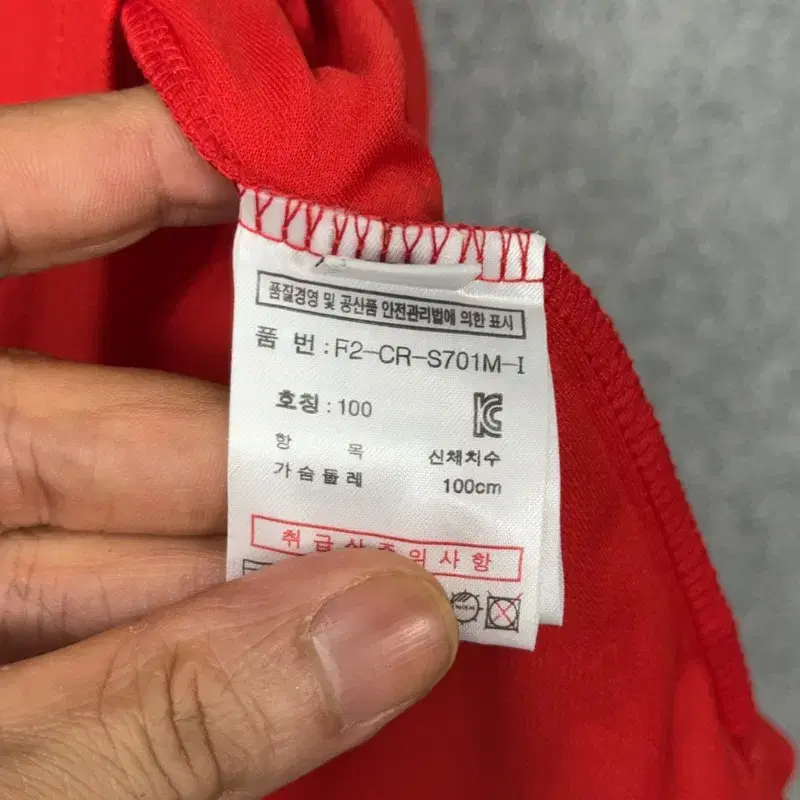 품질경영 및 공산품 안전관리법에 의한 표시
품 번 : F2-CR-S701M-I
호칭 : 100
항 목 신체치수
가슴둘레 100cm
취급상주의사항